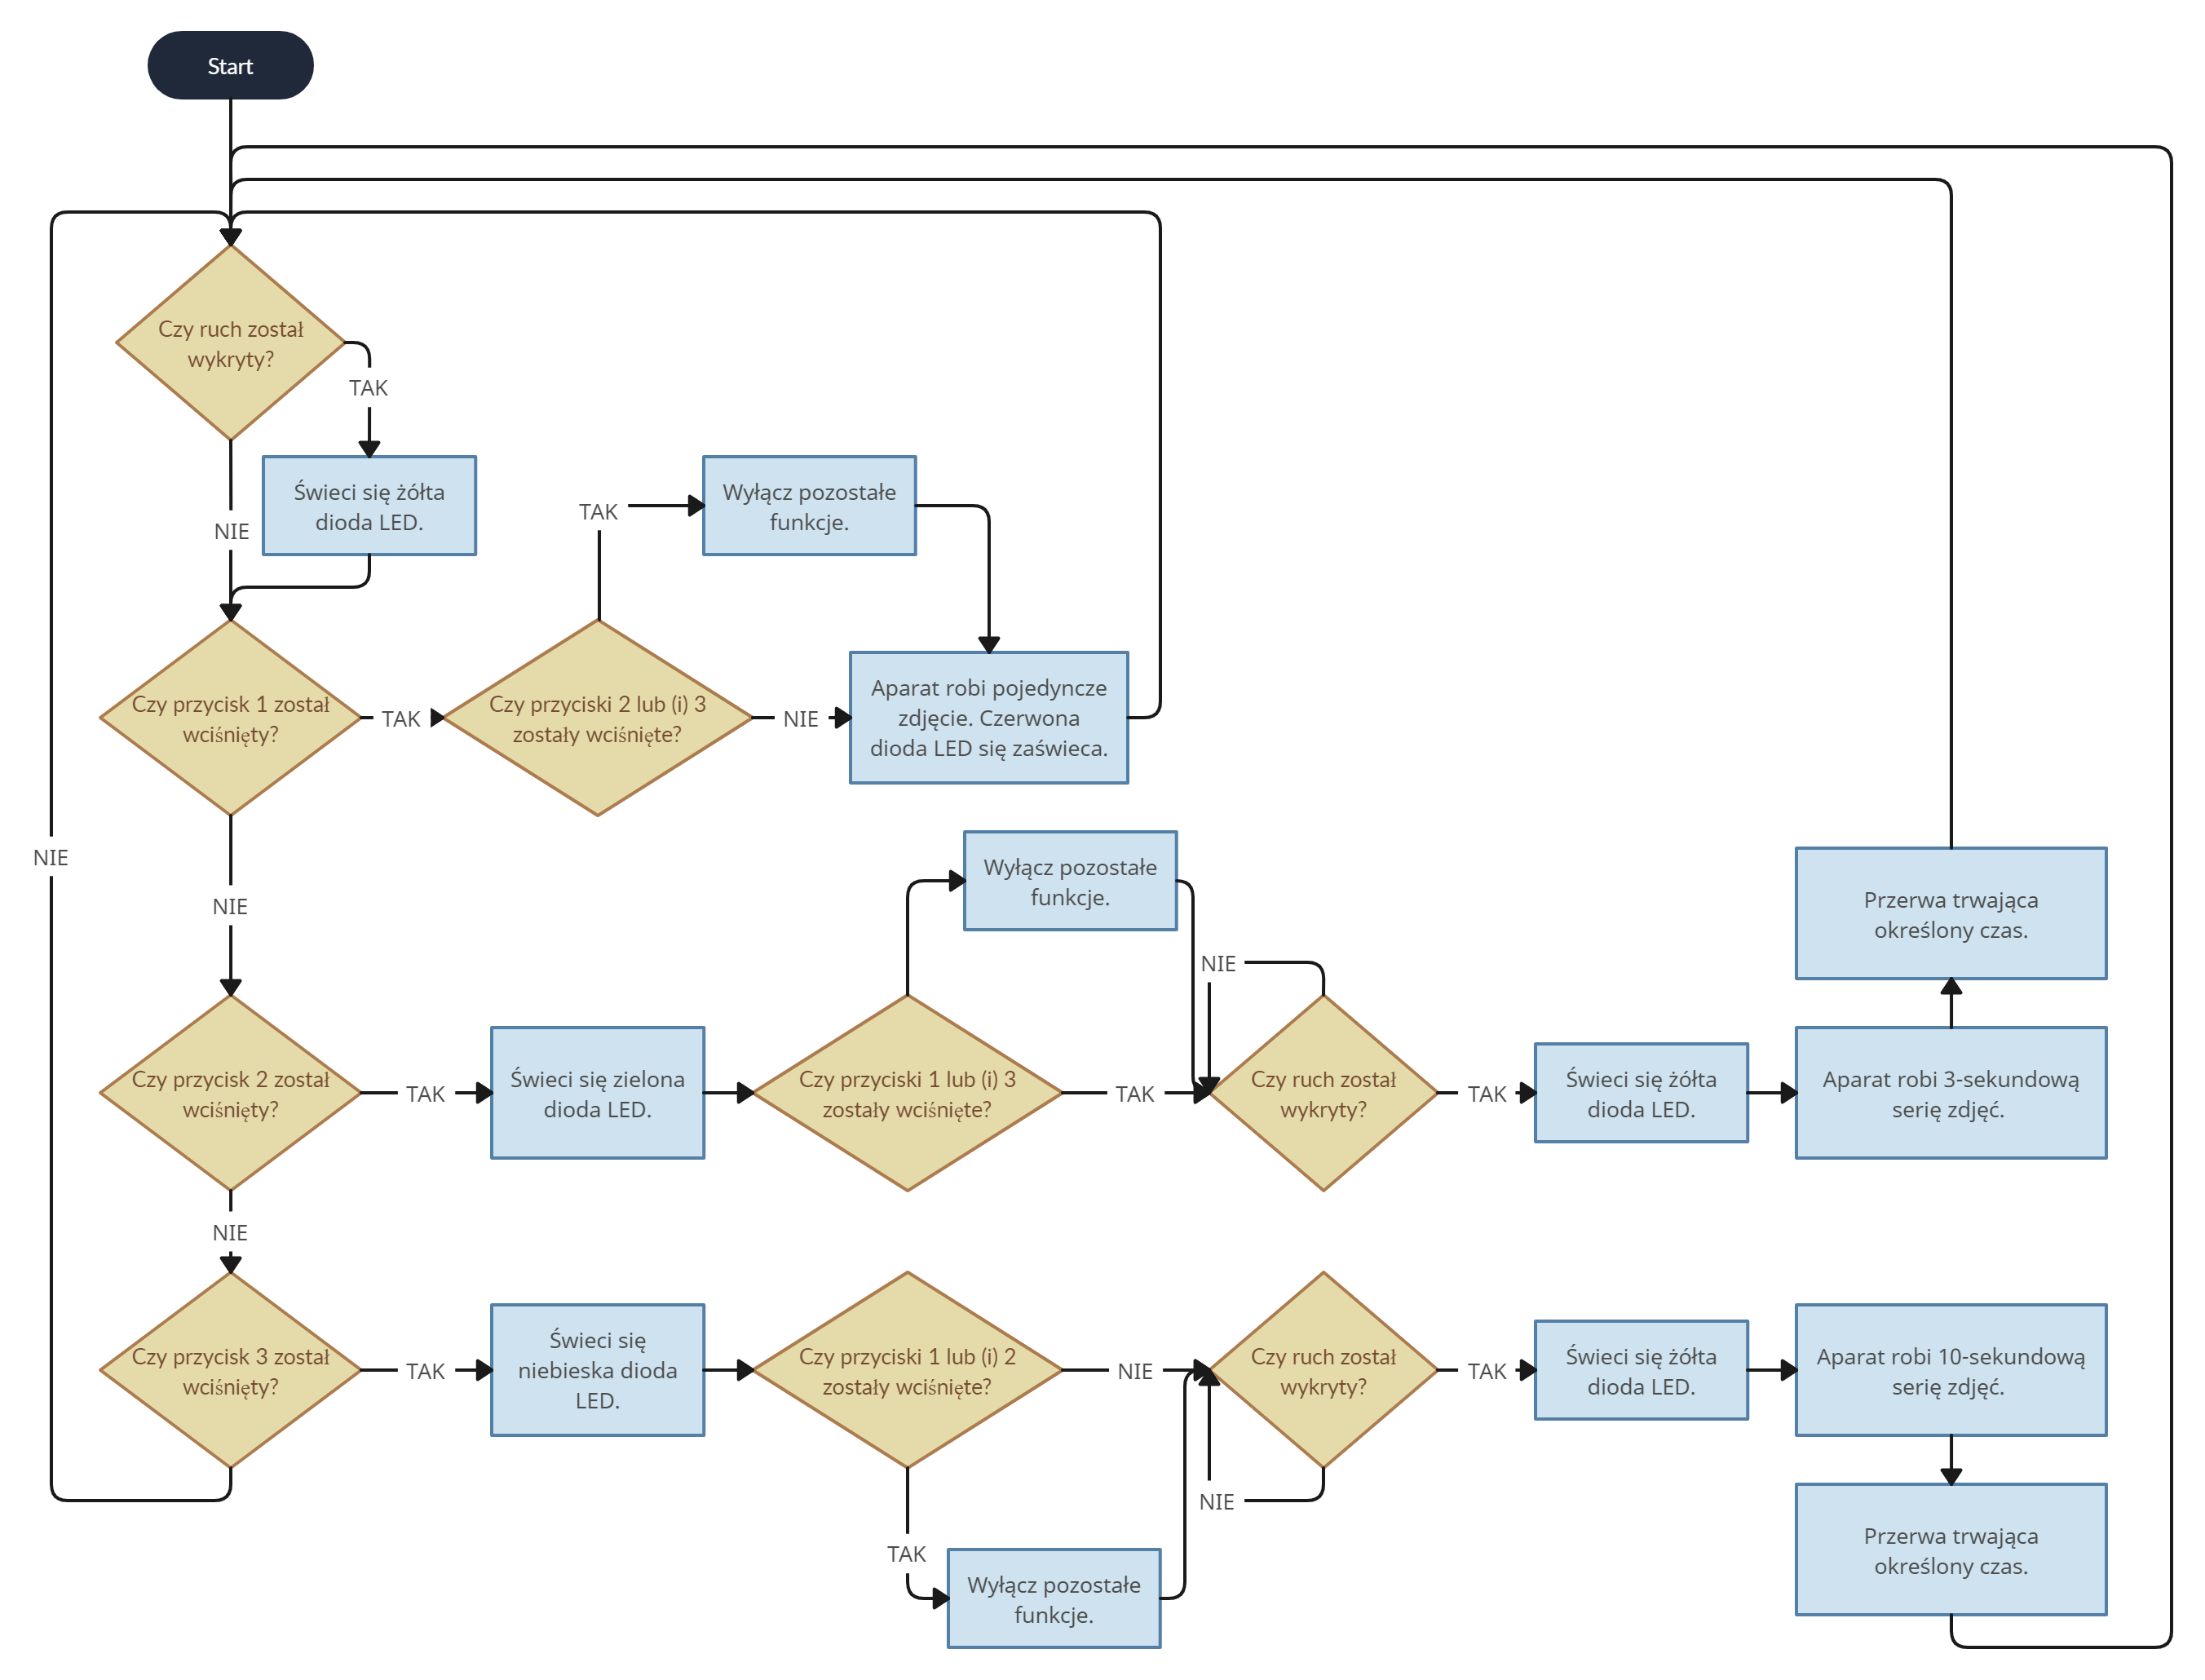 Start
Czy ruch został
wykryty?
TAK
Świeci się żółta
dioda LED.
NIE
TAK
Wyłącz pozostałe
funkcje.
Czy przycisk 1 został
wciśnięty?
TAK
Czy przyciski 2 lub (i) 3
zostały wciśnięte?
NIE
Aparat robi pojedyncze
zdjęcie. Czerwona
dioda LED się zaświeca.
NIE
NIE
Wyłącz pozostałe
funkcje.
NIE
Przerwa trwająca
określony czas.
Czy przycisk 2 został
wciśnięty?
TAK
Świeci się zielona
dioda LED.
Czy przyciski 1 lub (i) 3
zostały wciśnięte?
TAK
Czy ruch został
wykryty?
TAK
Świeci się żółta
dioda LED.
Aparat robi 3-sekundową
serię zdjęć.
NIE
Czy przycisk 3 został
wciśnięty?
TAK
Świeci się
niebieska dioda
LED.
Czy przyciski 1 lub (i) 2
zostały wciśnięte?
NIE
Czy ruch został
wykryty?
TAK
Świeci się żółta
dioda LED.
Aparat robi 10-sekundową
serię zdjęć.
NIE
TAK
Wyłącz pozostałe
funkcje.
Przerwa trwająca
określony czas.